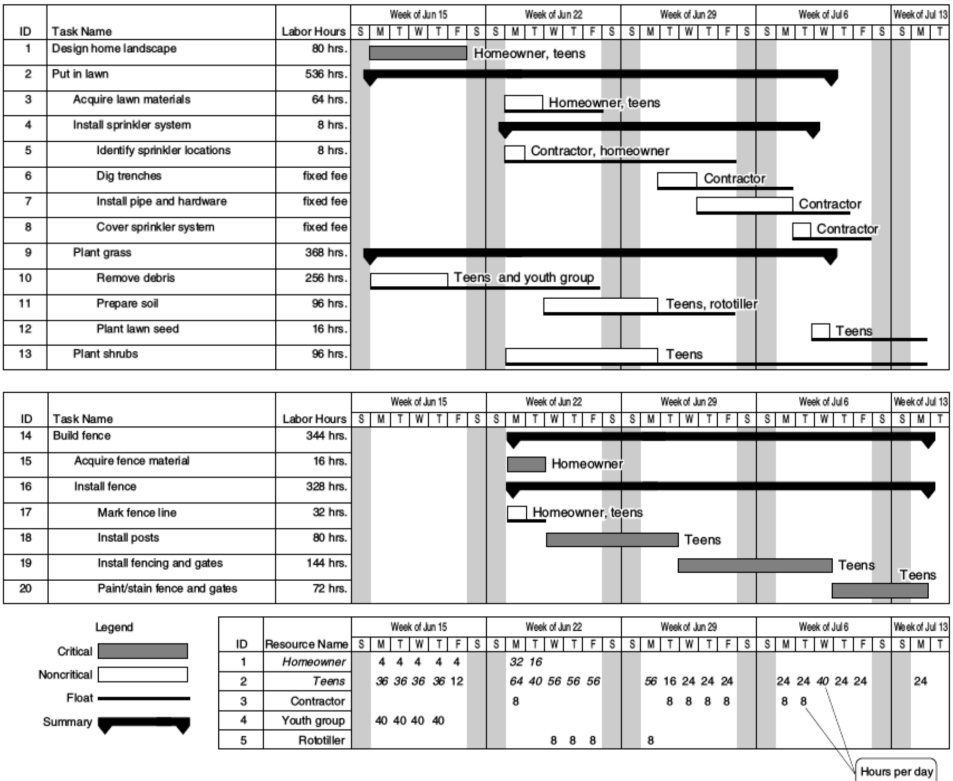 Week of Jun 15 Week of Jun 22 Week of Jun 29 Week of Jul 6 Week of Jul 13
ID Task Name Labor Hours S M T W T F S S M T W T F S S M T W T F S S M T W T F S S M T
1 Design home landscape 80 hrs. Homeowner, teens
2 Put in lawn 536 hrs.
3 Acquire lawn materials 64 hrs. Homeowner, teens
4 Install sprinkler system 8 hrs.
5 Identify sprinkler locations 8 hrs. Contractor, homeowner
6 Dig trenches fixed fee Contractor
7 Install pipe and hardware fixed fee Contractor
8 Cover sprinkler system fixed fee Contractor
9 Plant grass 368 hrs.
10 Remove debris 256 hrs. Teens and youth group
11 Prepare soil 96 hrs. Teens, rototiller
12 Plant lawn seed 16 hrs. Teens
13 Plant shrubs 96 hrs. Teens
Week of Jun 15 Week of Jun 22 Week of Jun 29 Week of Jul 6 Week of Jul 13
ID Task Name Labor Hours S M T W T F S S M T W T F S S M T W T F S S M T W T F S S M T
14 Build fence 344 hrs.
15 Acquire fence material 16 hrs. Homeowner
16 Install fence 328 hrs.
17 Mark fence line 32 hrs. Homeowner, teens
18 Install posts 80 hrs. Teens
19 Install fencing and gates 144 hrs. Teens
20 Paint/stain fence and gates 72 hrs. Teens
Legend
Critical
Noncritical
Float
Summary
Week of Jun 15 Week of Jun 22 Week of Jun 29 Week of Jul 6 Week of Jul 13
ID Resource Name S M T W T F S S M T W T F S S M T W T F S S M T W T F S S M T
1 Homeowner 4 4 4 4 4 32 16
2 Teens 36 36 36 36 12 64 40 56 56 56 56 16 24 24 24 24 24 40 24 24 24
3 Contractor 8 8 8 8 8 8 8
4 Youth group 40 40 40 40
5 Rototiller 8 8 8 8
Hours per day